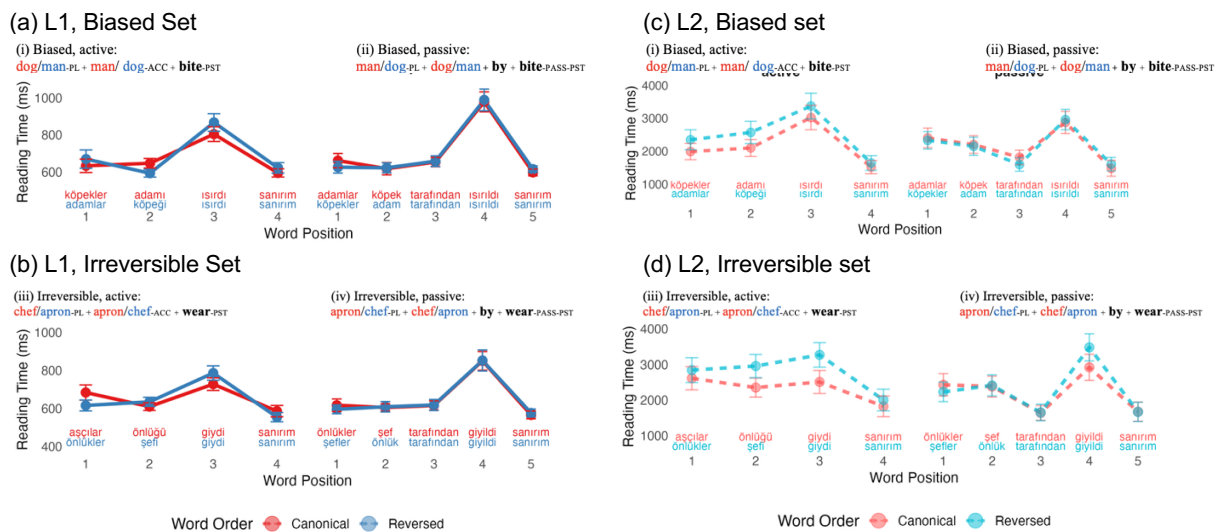 (a) L1, Biased Set
(i) Biased, active:
dog/man-PL + man/ dog-ACC + bite-PST
(ii) Biased, passive:
man/dog-PL + dog/man + by + bite-PASS-PST
Reading Time (ms)
1000
800
600
köpekler adamı ısırdı sanırım
adamlar köpeği ısırdı sanırım
1 2 3 4
adamlar köpek tarafından ısırıldı sanırım
köpekler adam tarafından ısırıldı sanırım
1 2 3 4 5
Word Position
(b) L1, Irreversible Set
(iii) Irreversible, active:
chef/apron-PL + apron/chef-ACC + wear-PST
(iv) Irreversible, passive:
apron/chef-PL + chef/apron + by + wear-PASS-PST
Reading Time (ms)
1000
800
600
400
aşçılar önlüğü giydi sanırım
önlükler şefi giydi sanırım
1 2 3 4
önlükler şef tarafından giyildi sanırım
şefler önlük tarafından giyildi sanırım
1 2 3 4 5
Word Position
Word Order Canonical Reversed
(c) L2, Biased set
(i) Biased, active:
dog/man-PL + man/ dog-ACC + bite-PST
active
(ii) Biased, passive:
man/dog-PL + dog/man + by + bite-PASS-PST
passive
Reading Time (ms)
4000
3000
2000
1000
köpekler adamı ısırdı sanırım
adamlar köpeği ısırdı sanırım
1 2 3 4
adamlar köpek tarafından ısırıldı sanırım
köpekler adam tarafından ısırıldı sanırım
1 2 3 4 5
Word Position
(d) L2, Irreversible set
(iii) Irreversible, active:
chef/apron-PL + apron/chef-ACC + wear-PST
(iv) Irreversible, passive:
apron/chef-PL + chef/apron + by + wear-PASS-PST
Reading Time (ms)
4000
3000
2000
1000
aşçılar önlüğü giydi sanırım
önlükler şefi giydi sanırım
1 2 3 4
önlükler şef tarafından giyildi sanırım
şefler önlük tarafından giyildi sanırım
1 2 3 4 5
Word Position
Word Order Canonical Reversed